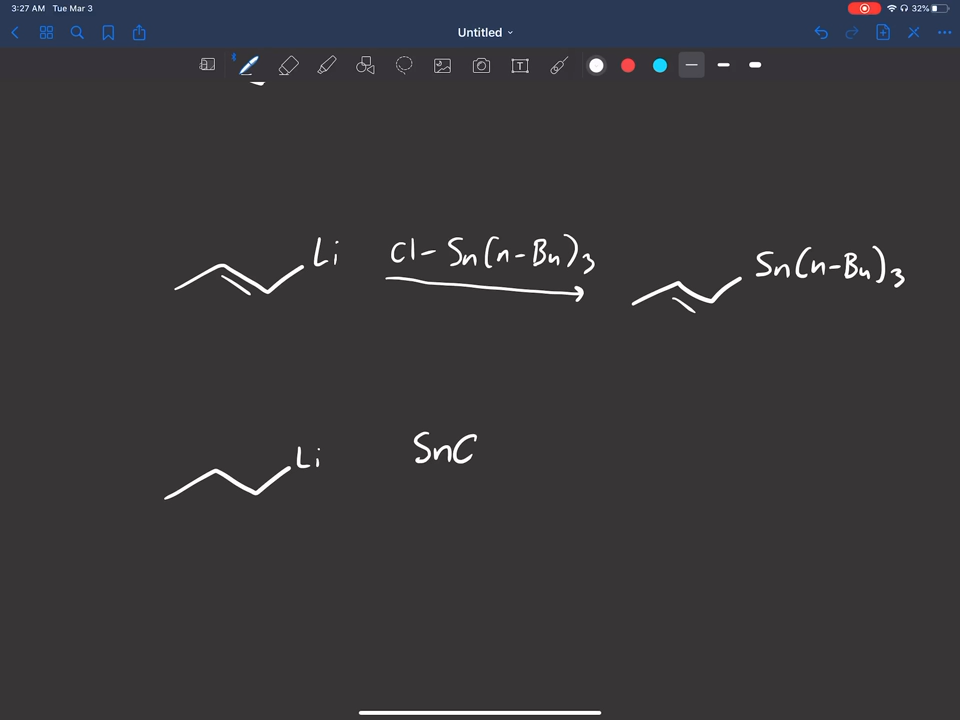 3:27 AM Tue Mar 3
32%
Untitled
T
Li Cl-Sn(n-Bu)3
Sn(n-Bu)3
Li SnC